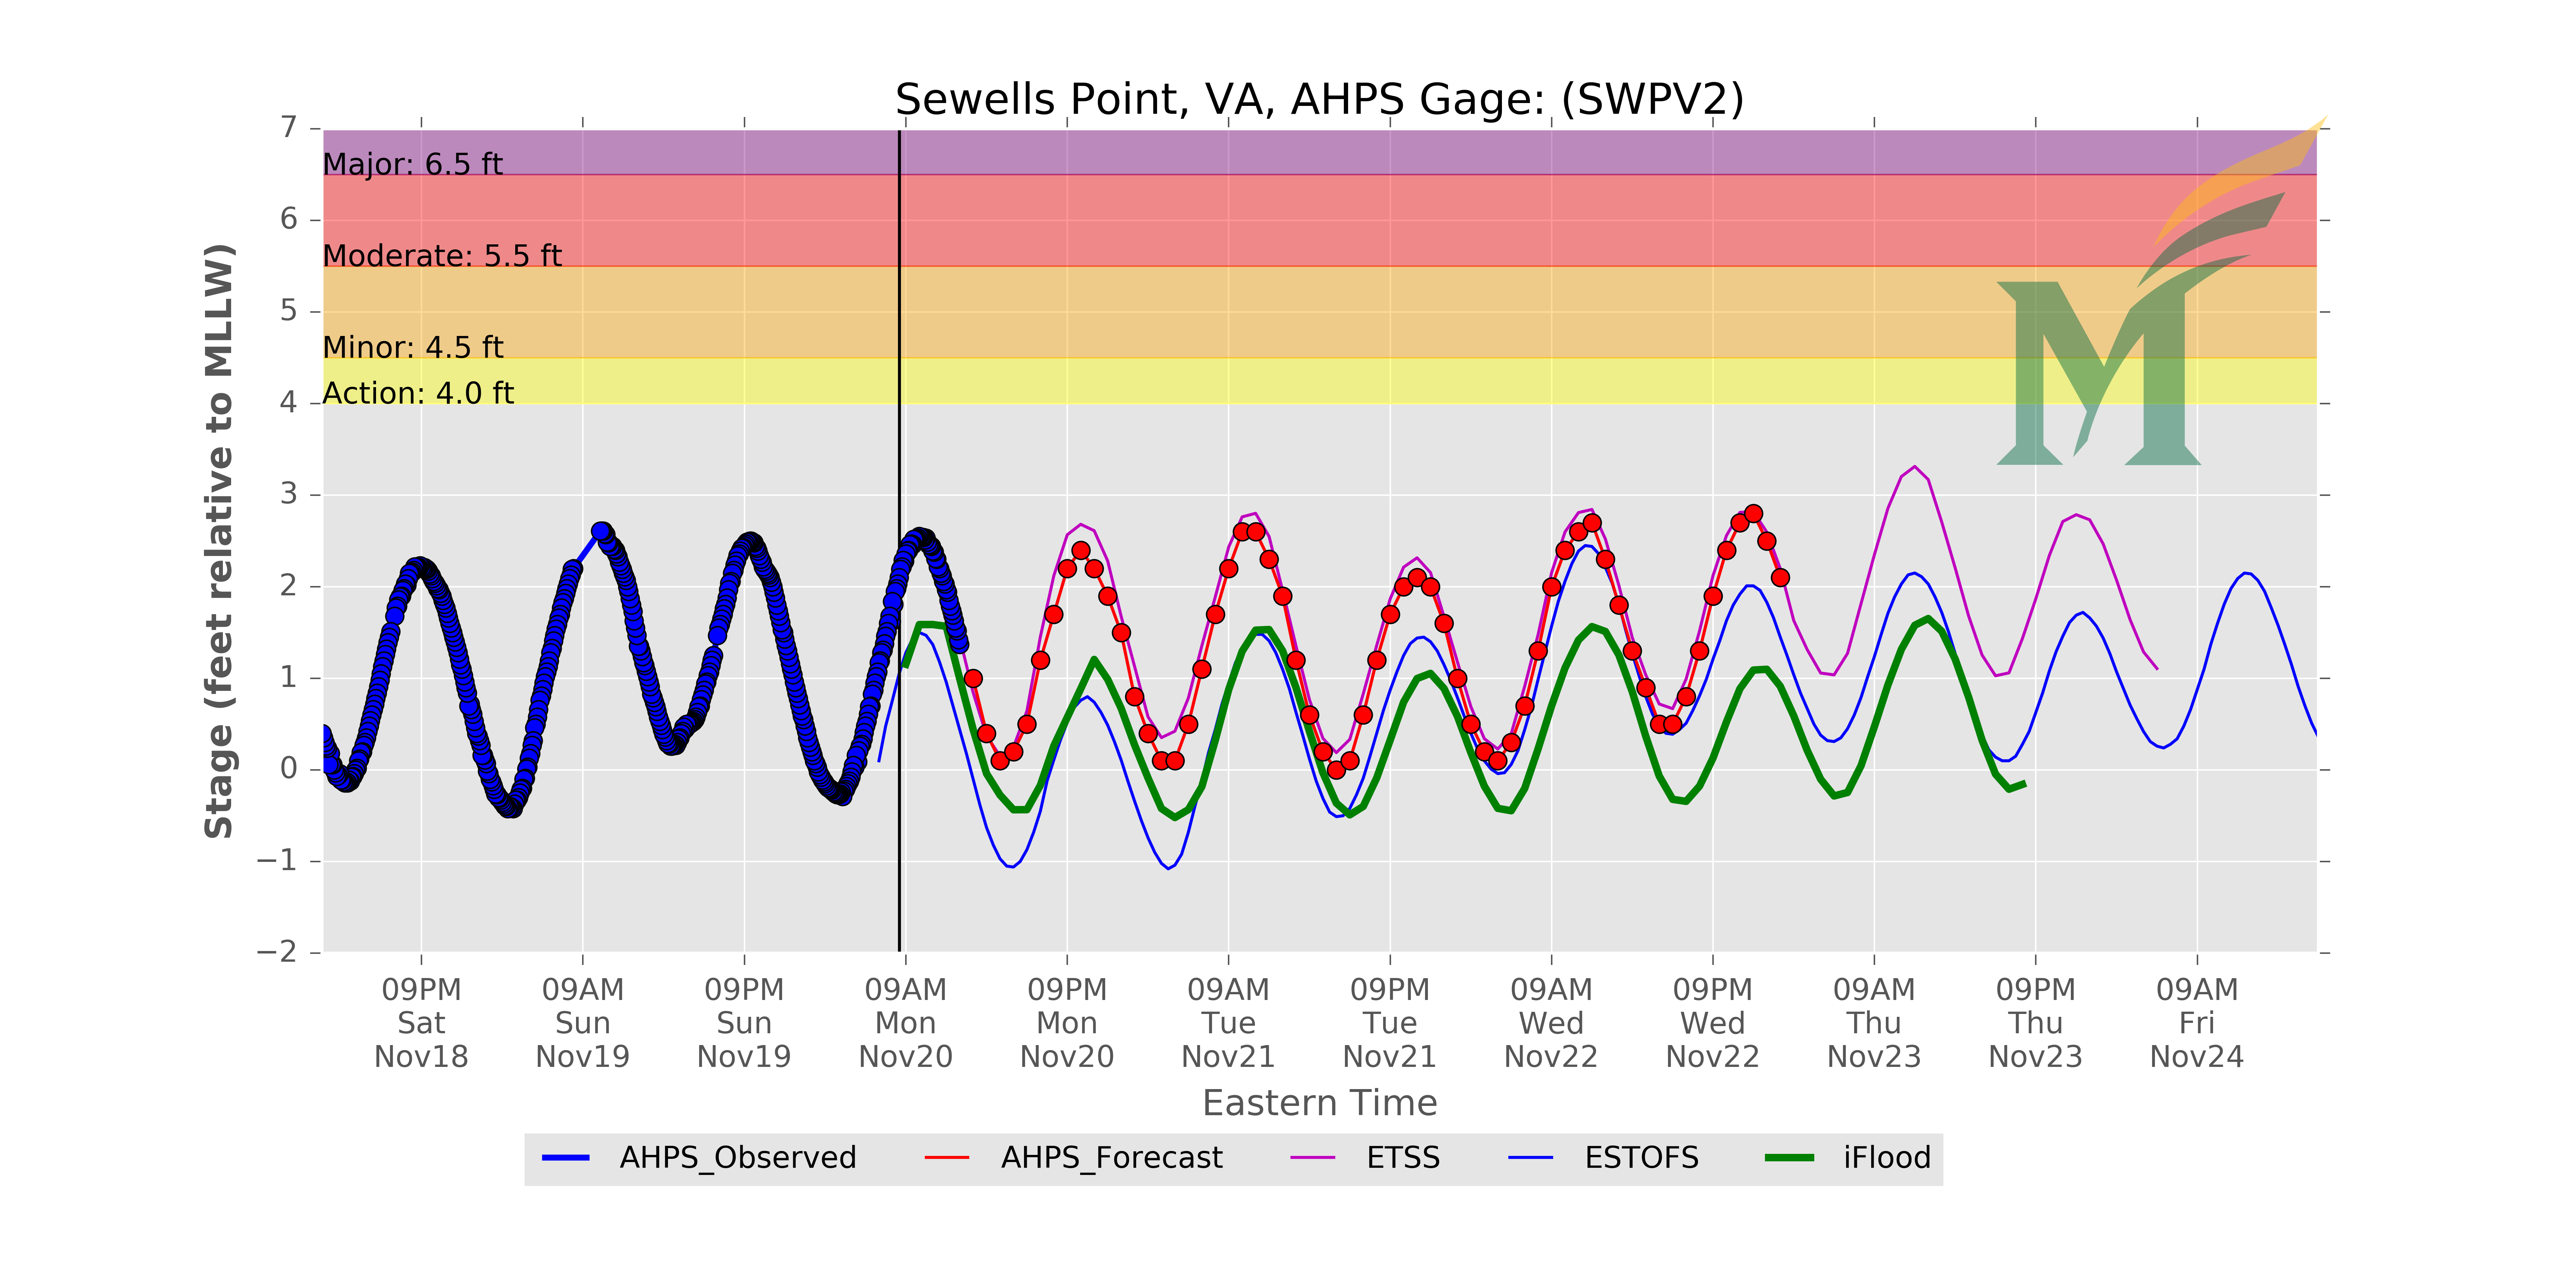 Sewells Point, VA, AHPS Gage: (SWPV2)
Stage (feet relative to MLLW)
7
6
5
4
3
2
1
0
−1
−2
Major: 6.5 ft
Moderate: 5.5 ft
Minor: 4.5 ft
Action: 4.0 ft
M
09PM Sat Nov18
09AM Sun Nov19
09PM Sun Nov19
09AM Mon Nov20
09PM Mon Nov20
09AM Tue Nov21
09PM Tue Nov21
09AM Wed Nov22
09PM Wed Nov22
09AM Thu Nov23
09PM Thu Nov23
09AM Fri Nov24
Eastern Time
AHPS_Observed
AHPS_Forecast
ETSS
ESTOFS
iFlood